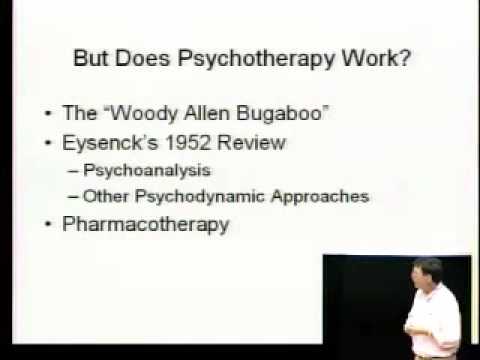 But Does Psychotherapy Work?
• The “Woody Allen Bugaboo”
• Eysenck's 1952 Review
– Psychoanalysis
– Other Psychodynamic Approaches
• Pharmacotherapy